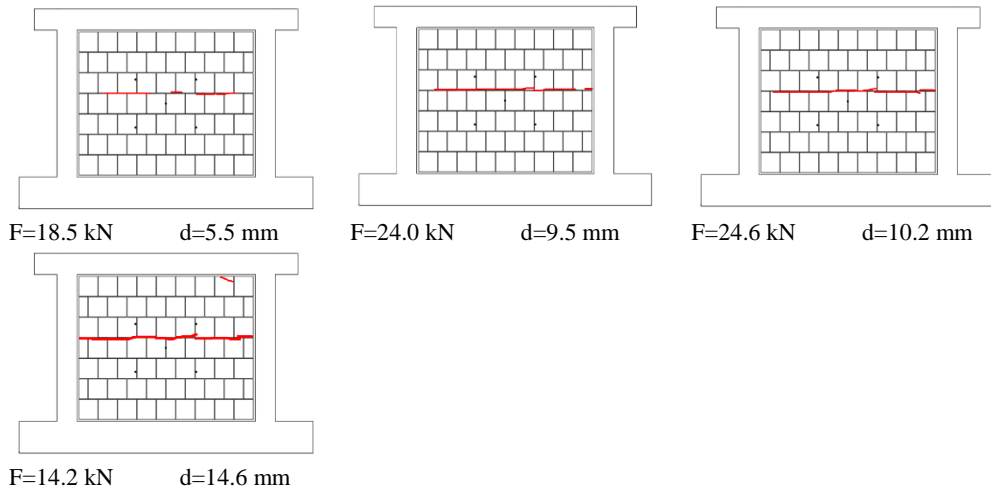 F=18.5 kN d=5.5 mm
F=24.0 kN d=9.5 mm
F=24.6 kN d=10.2 mm
F=14.2 kN d=14.6 mm